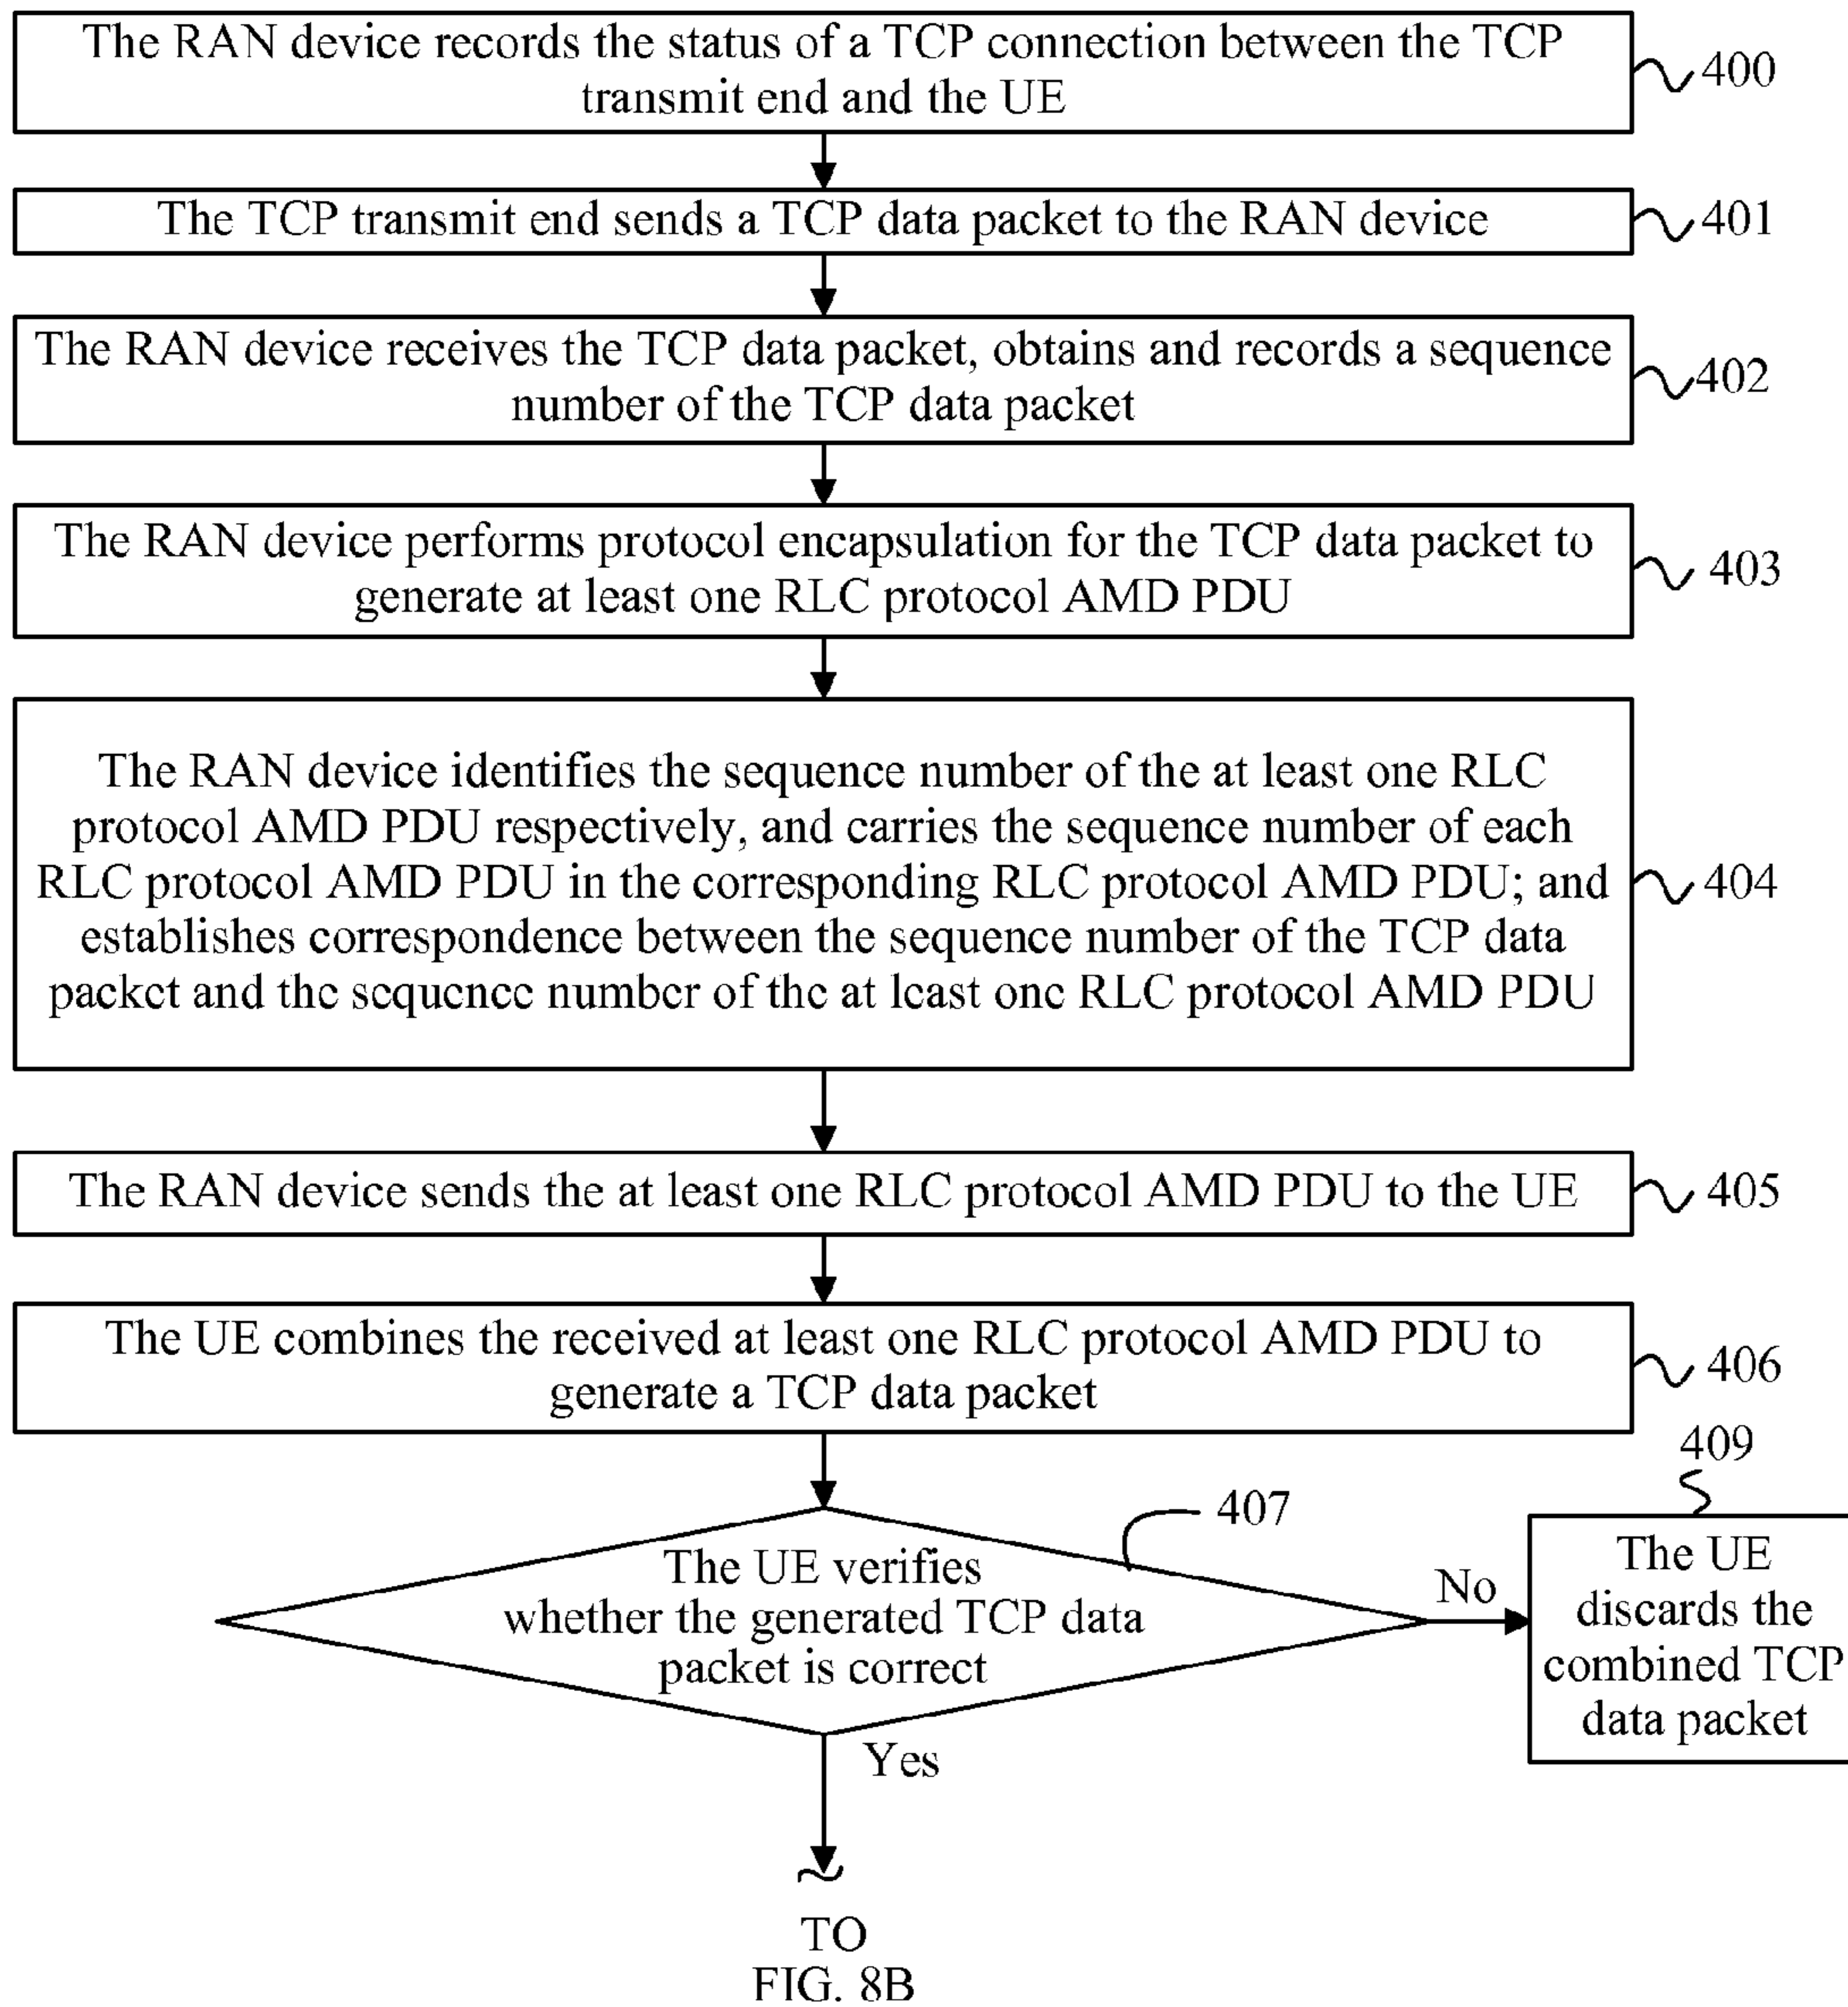 The RAN device records the status of a TCP connection between the TCP
transmit end and the UE
400
The TCP transmit end sends a TCP data packet to the RAN device
401
The RAN device receives the TCP data packet, obtains and records a sequence
number of the TCP data packet
402
The RAN device performs protocol encapsulation for the TCP data packet to
generate at least one RLC protocol AMD PDU
403
The RAN device identifies the sequence number of the at least one RLC
protocol AMD PDU respectively, and carries the sequence number of each
RLC protocol AMD PDU in the corresponding RLC protocol AMD PDU; and
establishes correspondence between the sequence number of the TCP data
packet and the sequence number of the at least one RLC protocol AMD PDU
404
The RAN device sends the at least one RLC protocol AMD PDU to the UE
405
The UE combines the received at least one RLC protocol AMD PDU to
generate a TCP data packet
406
The UE verifies
whether the generated TCP data
packet is correct
407
No
409
The UE
discards the
combined TCP
data packet
Yes
TO
FIG. 8B